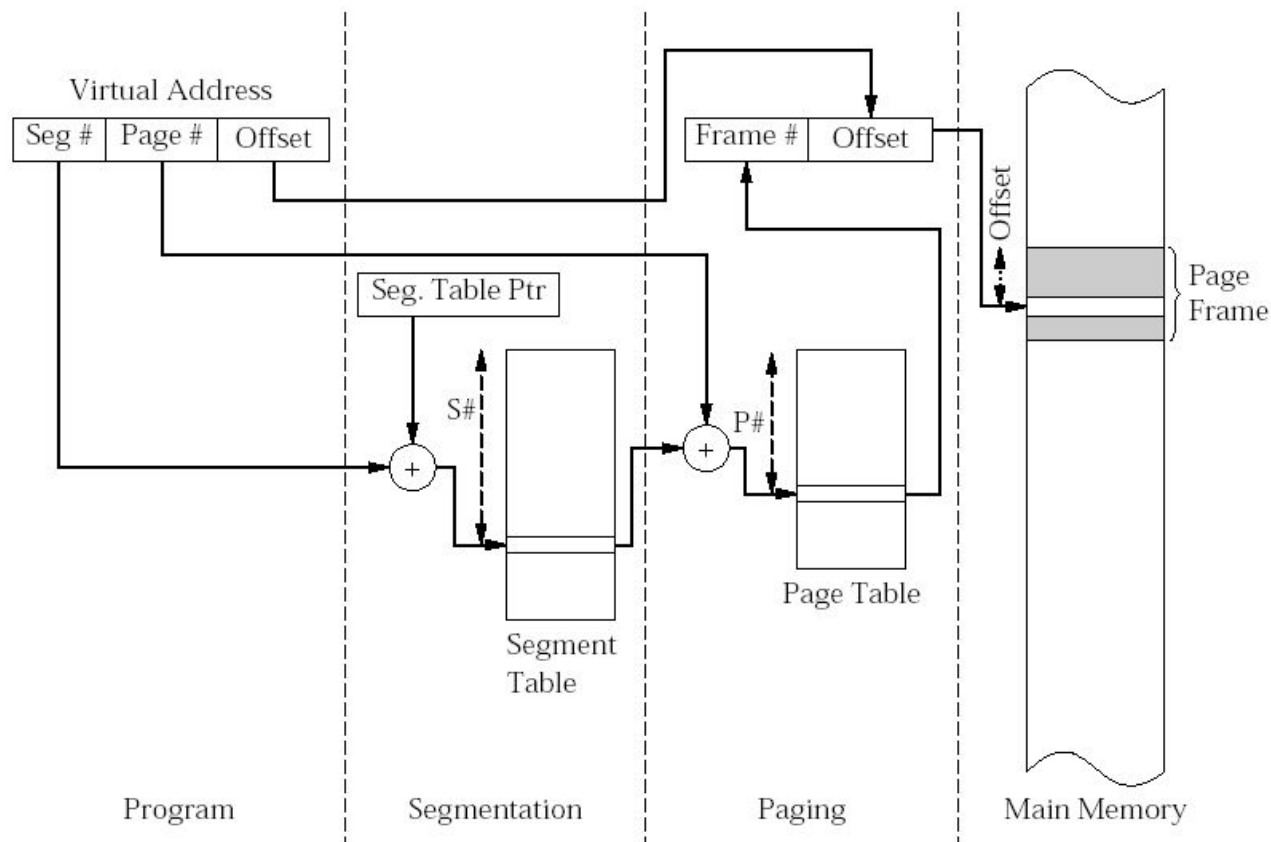 Virtual Address
Seg #
Page #
Offset
Frame #
Offset
Offset
Page
Frame
Seg. Table Ptr
S#
P#
+
+
Page Table
Segment
Table
Program
Segmentation
Paging
Main Memory